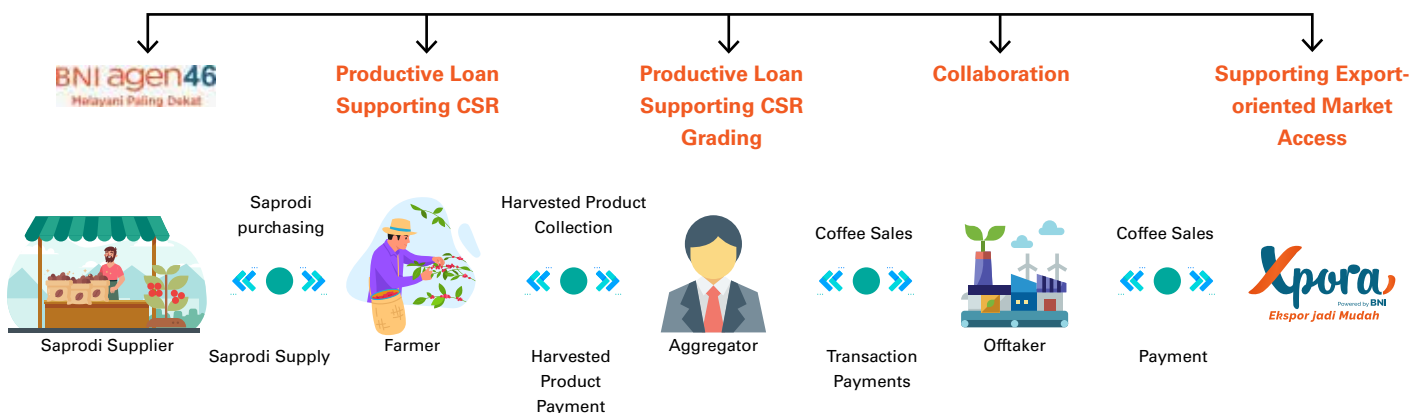 BNI agen46
Melayani Paling Dekat
Productive Loan
Supporting CSR
Productive Loan
Supporting CSR
Grading
Collaboration
Supporting Export-
oriented Market
Access
Saprodi
purchasing
Harvested Product
Collection
Coffee Sales
Coffee Sales
Xpora
Powered by BNI
Ekspor jadi Mudah
Saprodi Supplier
Saprodi Supply
Farmer
Harvested
Product
Payment
Aggregator
Transaction
Payments
Offtaker
Payment